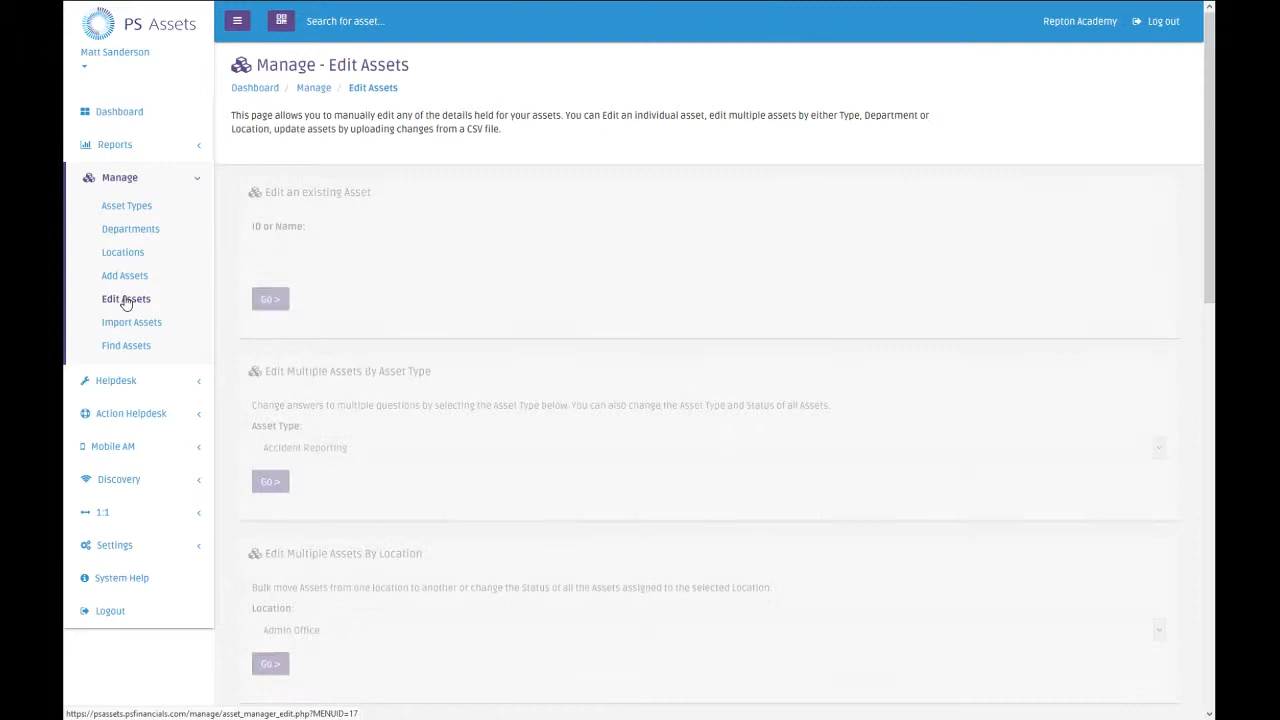 PS Assets
Search for asset...
Repton Academy
Log out
Matt Sanderson
Dashboard
Reports
Manage
Asset Types
Departments
Locations
Add Assets
Edit Assets
Import Assets
Find Assets
Helpdesk
Action Helpdesk
Mobile AM
Discovery
1:1
Settings
System Help
Logout
Manage - Edit Assets
Dashboard / Manage / Edit Assets
This page allows you to manually edit any of the details held for your assets. You can Edit an individual asset, edit multiple assets by either Type, Department or
Location, update assets by uploading changes from a CSV file.
Edit an existing Asset
ID or Name:
Go >
Edit Multiple Assets By Asset Type
Change answers to multiple questions by selecting the Asset Type below. You can also change the Asset Type and Status of all Assets.
Asset Type:
Accident Reporting
Go >
Edit Multiple Assets By Location
Bulk move Assets from one location to another or change the Status of all the Assets assigned to the selected Location.
Location:
Admin Office
Go >
https://psassets.psfinancials.com/manage/asset_manager_edit.php?MENUID=17